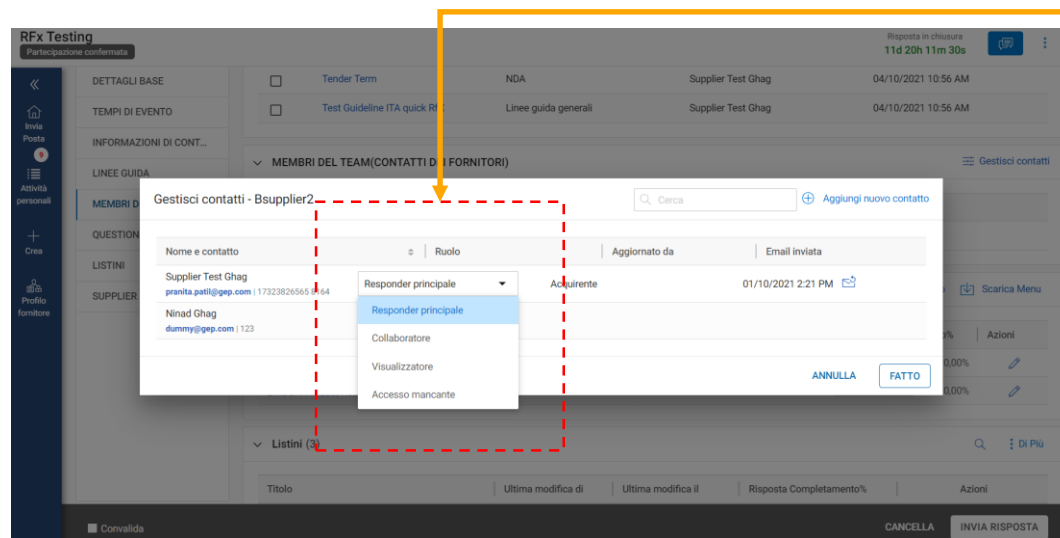 RFx Testing
Partecipazione confermata
Risposta in chiusura
11d 20h 11m 30s
Invia
Posta
9
Attività
personali
Crea
Profilo
fornitore
DETTAGLI BASE
TEMPI DI EVENTO
INFORMAZIONI DI CONT...
LINEE GUIDA
MEMBRI D
QUESTION
LISTINI
SUPPLIER
Tender Term NDA Supplier Test Ghag 04/10/2021 10:56 AM
Test Guideline ITA quick Linee guida generali Supplier Test Ghag 04/10/2021 10:56 AM
MEMBRI DEL TEAM(CONTATTI DEI FORNITORI) Gestisci contatti
Gestisci contatti - Bsupplier2 Cerca Aggiungi nuovo contatto
Nome e contatto Ruolo Aggiornato da Email inviata
Supplier Test Ghag
pranita.patil@gep.com | 17323826565 8164 Responder principale Acquirente 01/10/2021 2:21 PM
Ninad Ghag
dummy@gep.com | 123
Responder principale
Collaboratore
Visualizzatore
Accesso mancante
ANNULLA FATTO
Scarica Menu
% Azioni
0,00%
0,00%
Listini (3) Di Più
Titolo Ultima modifica di Ultima modifica il Risposta Completamento% Azioni
Convalida CANCELLA INVIA RISPOSTA